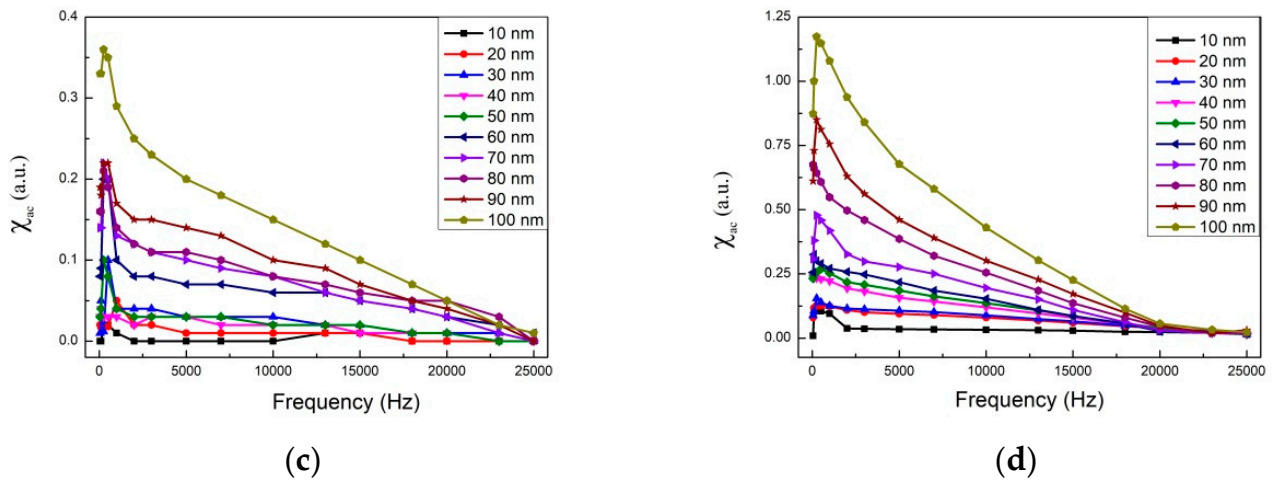 0.4
0.3
0.2
0.1
0.0
χac (a.u.)
0 5000 10000 15000 20000 25000
Frequency (Hz)
10 nm
20 nm
30 nm
40 nm
50 nm
60 nm
70 nm
80 nm
90 nm
100 nm
(c)
1.25
1.00
0.75
0.50
0.25
0.00
χac (a.u.)
0 5000 10000 15000 20000 25000
Frequency (Hz)
10 nm
20 nm
30 nm
40 nm
50 nm
60 nm
70 nm
80 nm
90 nm
100 nm
(d)